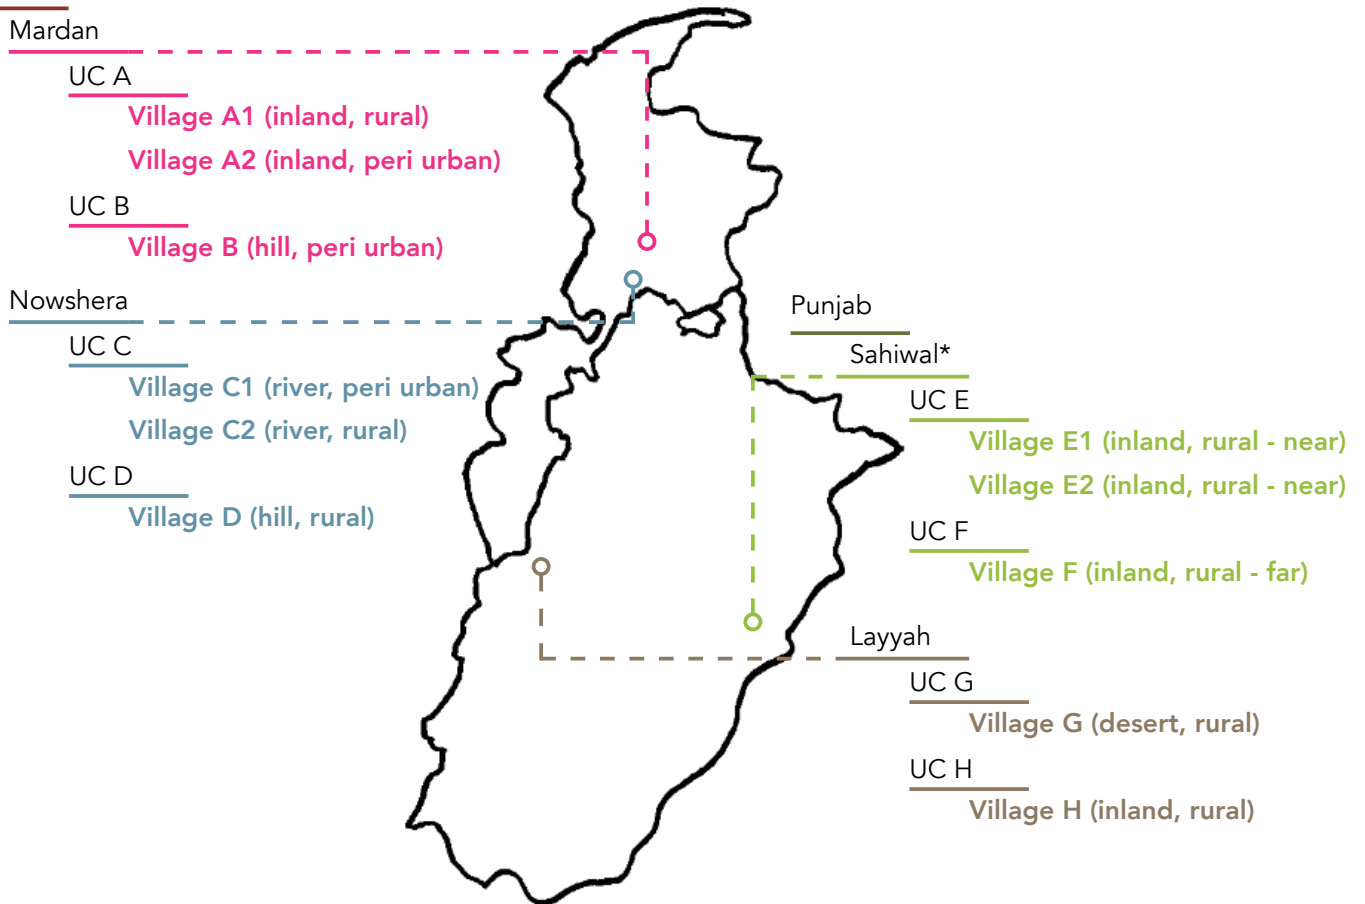 Mardan
UC A
Village A1 (inland, rural)
Village A2 (inland, peri urban)
UC B
Village B (hill, peri urban)
Nowshera
UC C
Village C1 (river, peri urban)
Village C2 (river, rural)
UC D
Village D (hill, rural)
Punjab
Sahiwal*
UC E
Village E1 (inland, rural - near)
Village E2 (inland, rural - near)
UC F
Village F (inland, rural - far)
Layyah
UC G
Village G (desert, rural)
UC H
Village H (inland, rural)